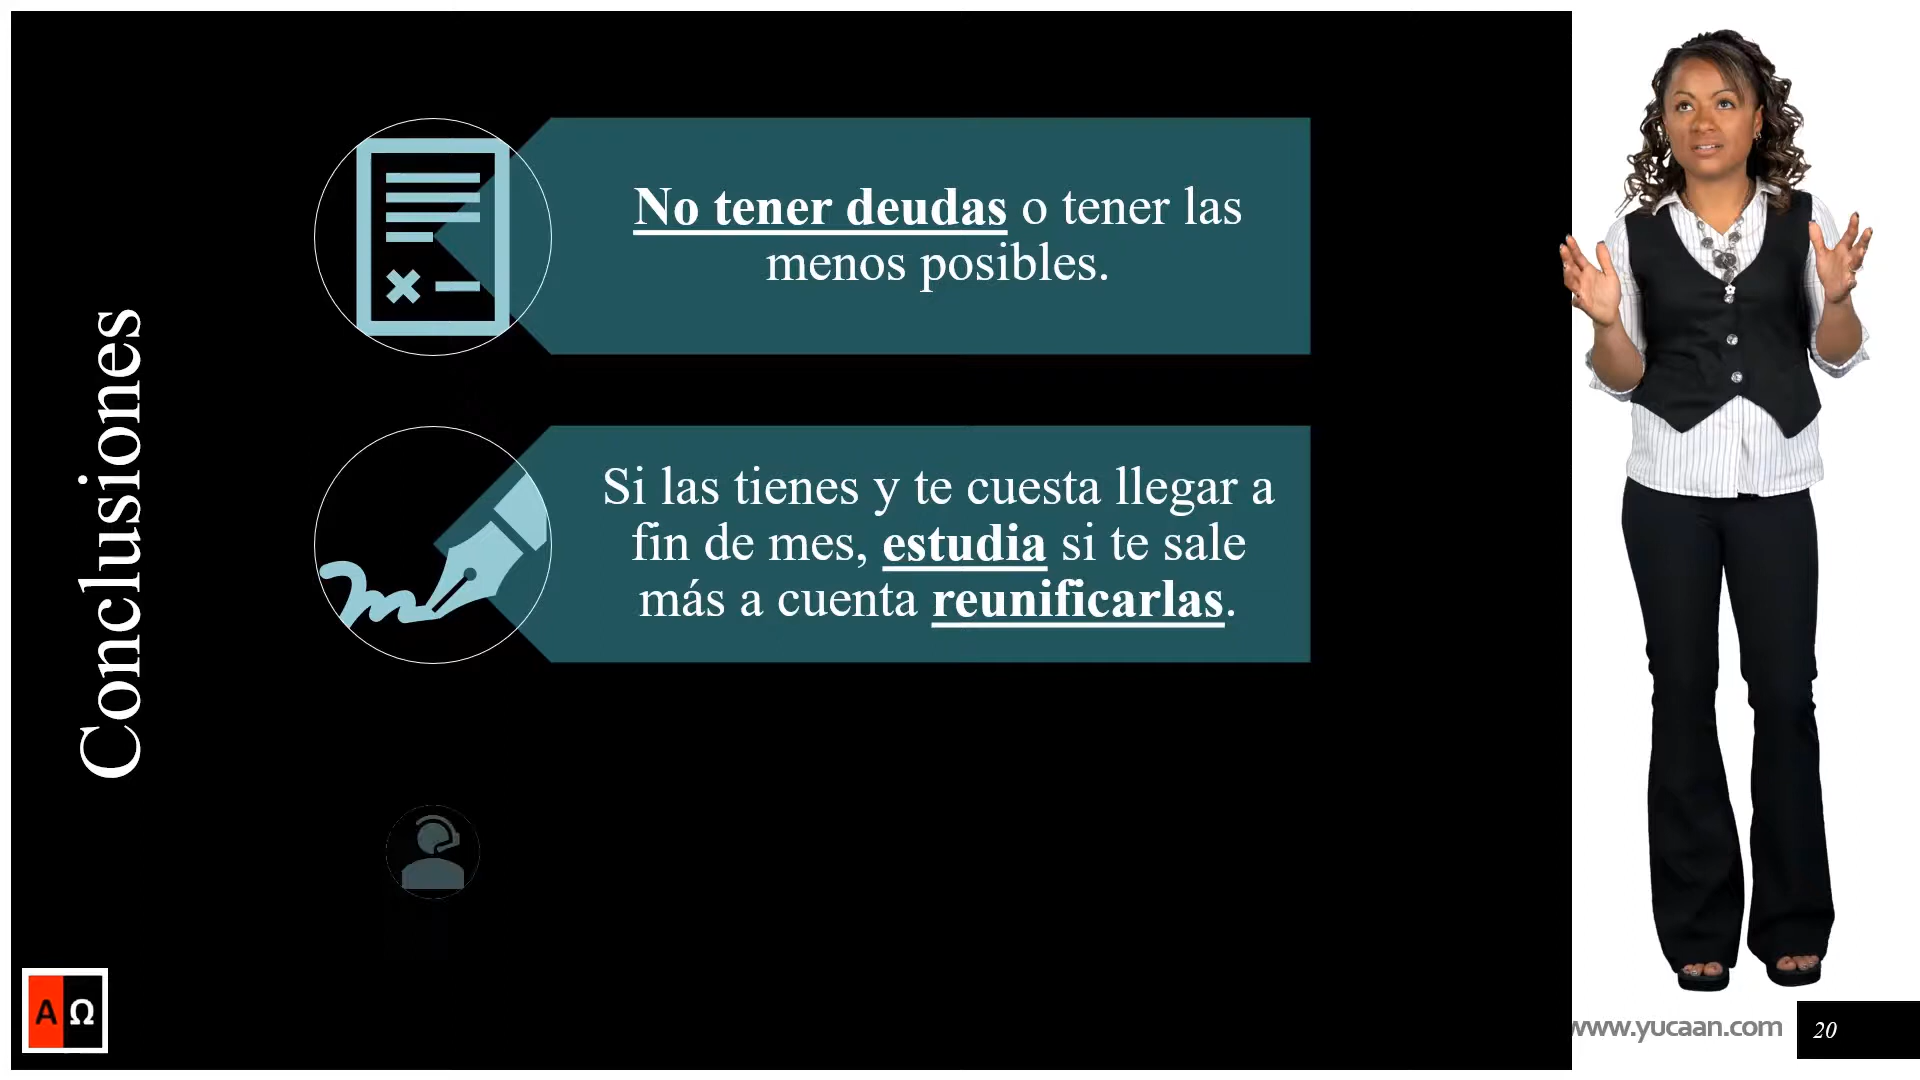 Conclusiones
No tener deudas o tener las
menos posibles.
Si las tienes y te cuesta llegar a
fin de mes, estudia si te sale
más a cuenta reunificarlas.
Α Ω
www.yucaan.com
20